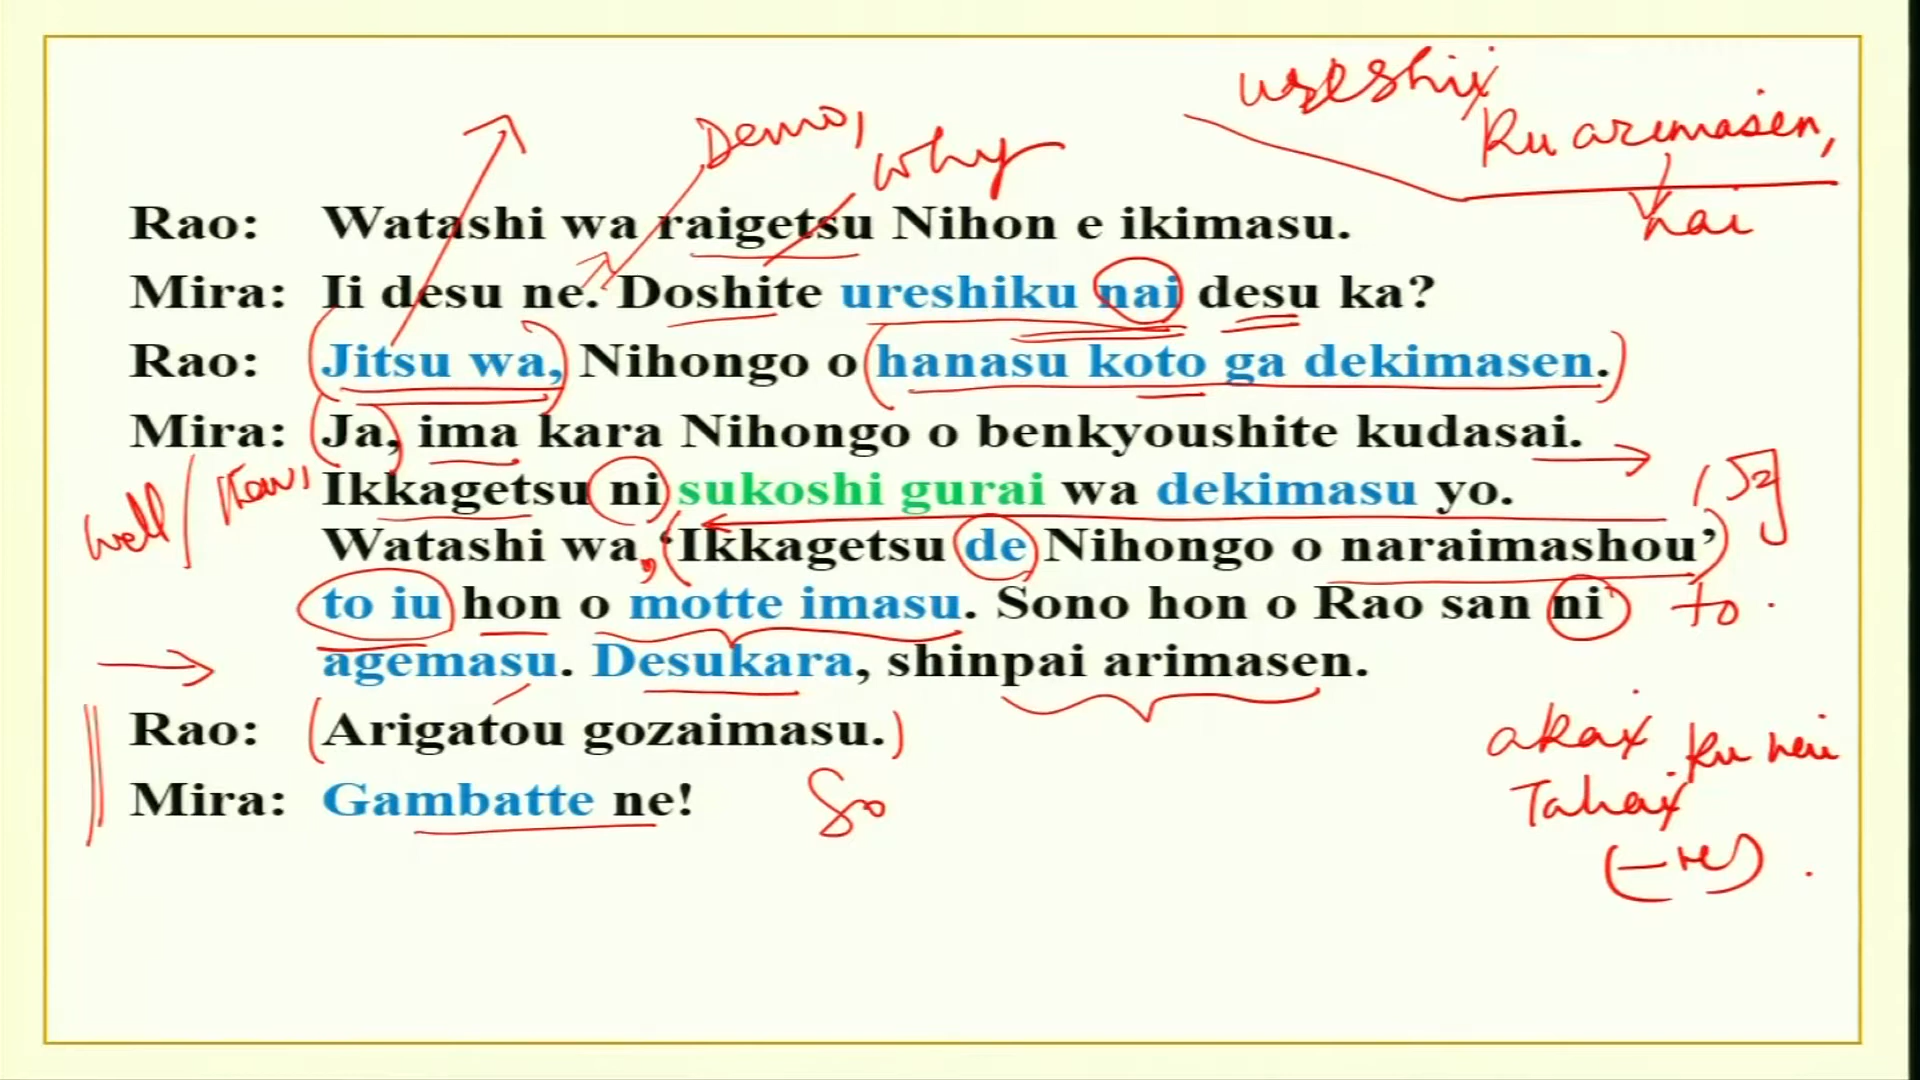 ureshii
Demo,
Ku arimasen,
why
nai
Rao: Watashi wa raigetsu Nihon e ikimasu.
Mira: Ii desu ne. Doshite ureshiku nai desu ka?
Rao: Jitsu wa, Nihongo o hanasu koto ga dekimasen.
Mira: Ja, ima kara Nihongo o benkyoushite kudasai.
well/
Ikkagetsu ni sukoshi gurai wa dekimasu yo.
Watashi wa, ‘Ikkagetsu de Nihongo o naraimashou’
to iu hon o motte imasu. Sono hon o Rao san ni
to.
agemasu. Desukara, shinpai arimasen.
Rao: (Arigatou gozaimasu.)
akai Ku nai
Mira: Gambatte ne!
So
(-ve)